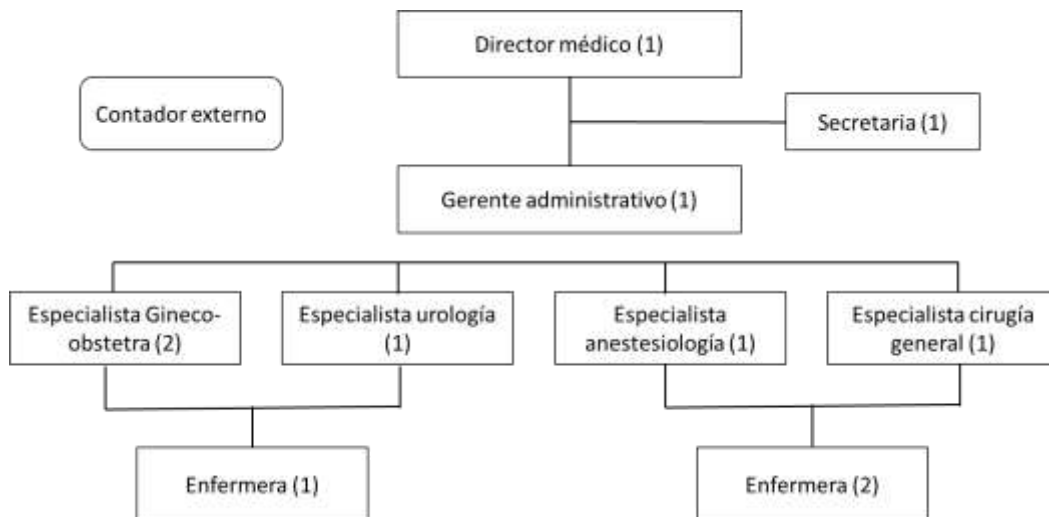 Director médico (1)
Contador externo
Secretaria (1)
Gerente administrativo (1)
Especialista Gineco-
obstetra (2)
Especialista urología
(1)
Especialista
anestesiología (1)
Especialista cirugía
general (1)
Enfermera (1)
Enfermera (2)